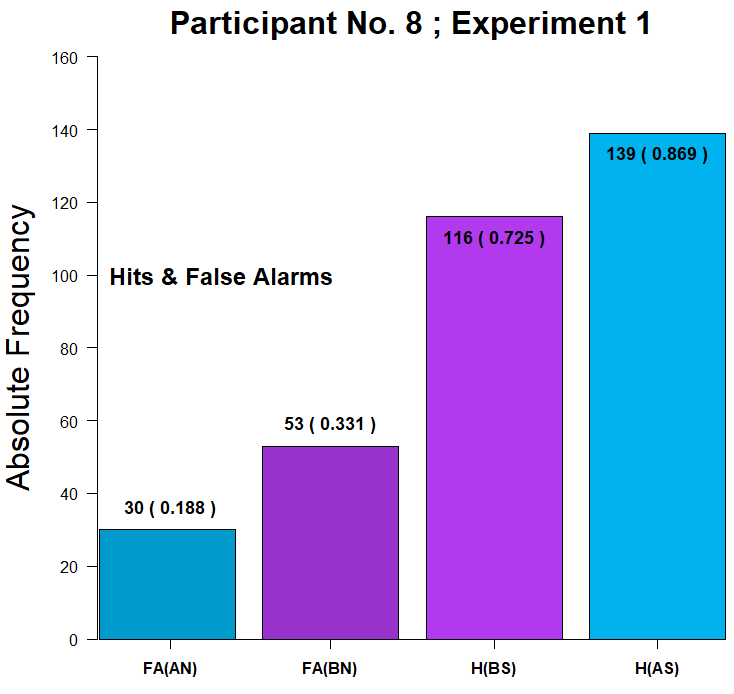 Participant No. 8 ; Experiment 1
Absolute Frequency
160
140
120
100
80
60
40
20
0
Hits & False Alarms
30 ( 0.188 )
53 ( 0.331 )
116 ( 0.725 )
139 ( 0.869 )
FA(AN) FA(BN) H(BS) H(AS)